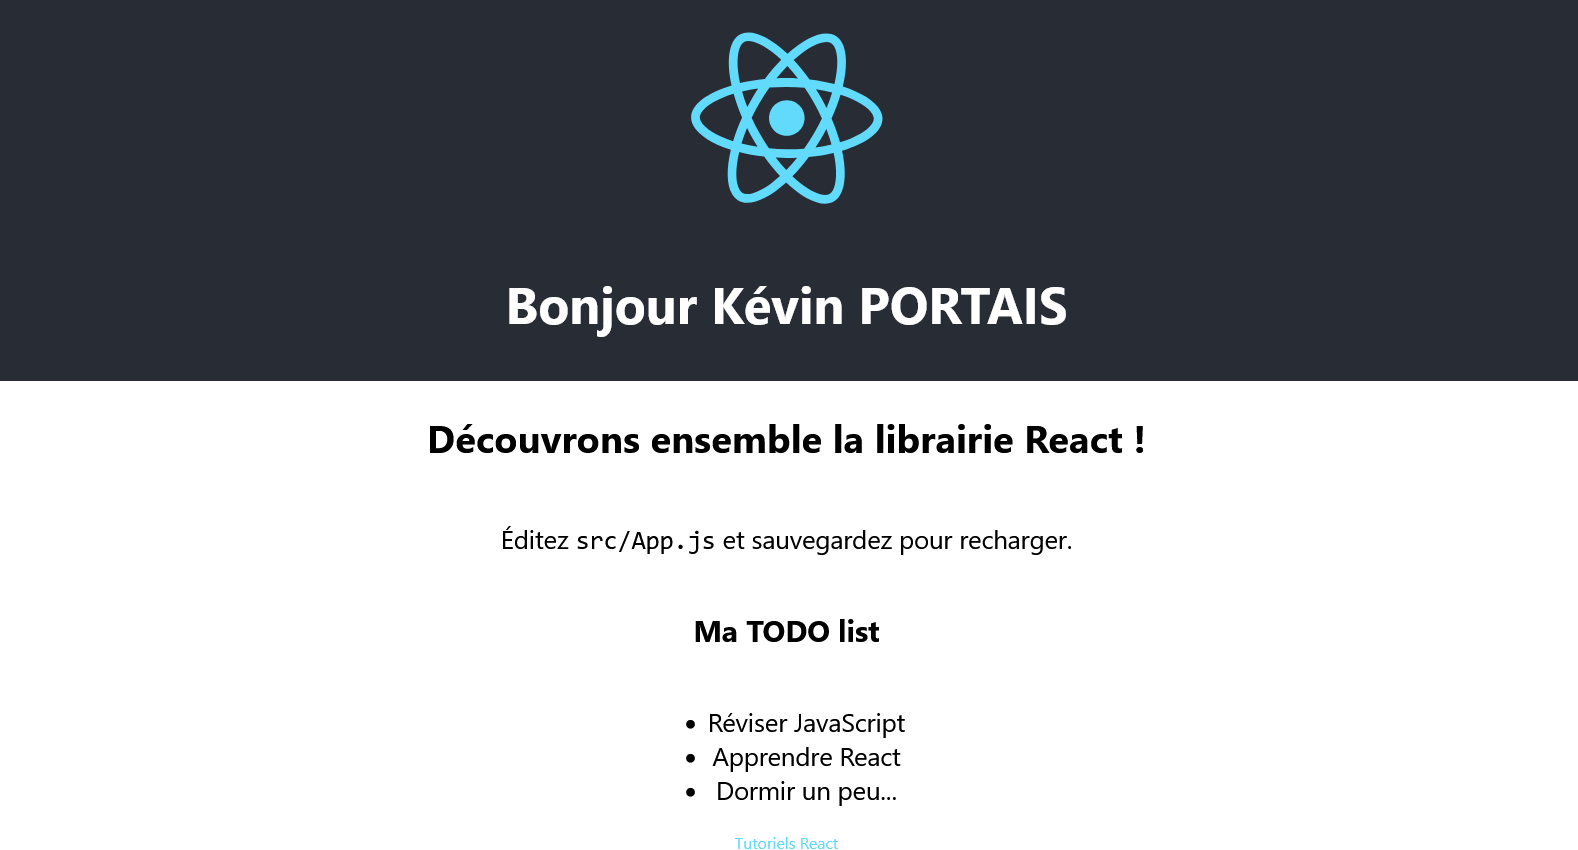 Bonjour Kévin PORTAIS
Découvrons ensemble la librairie React !
Éditez src/App.js et sauvegardez pour recharger.
Ma TODO list
• Réviser JavaScript
• Apprendre React
• Dormir un peu...
Tutoriels React